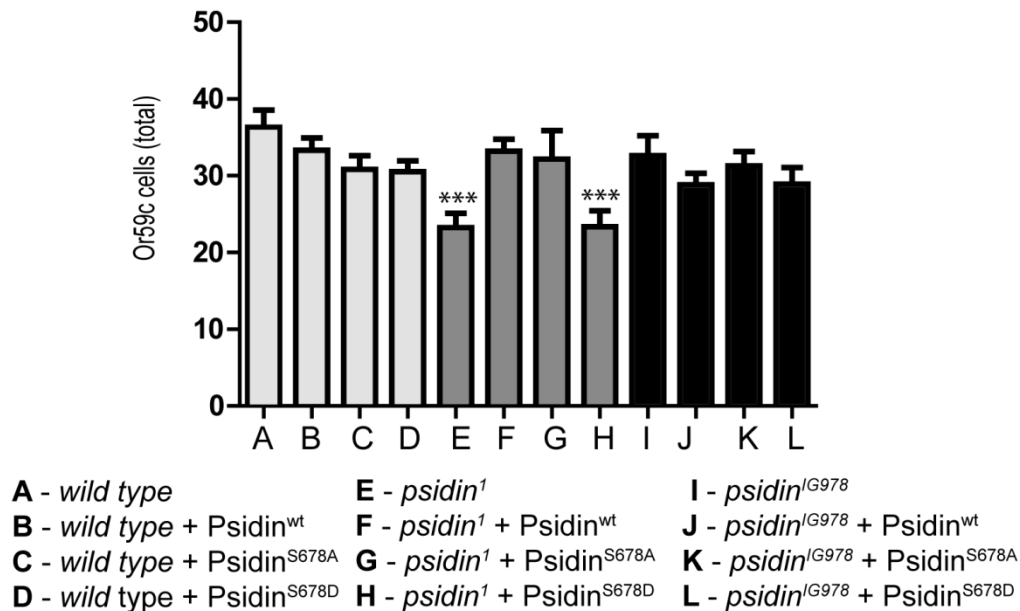 50
40
30
20
10
0
Or59c cells (total)
*** ***
A B C D E F G H I J K L
A - wild type E - psidin¹ I - psidinᴵᴳ⁹⁷⁸
B - wild type + Psidinʷᵗ F - psidin¹ + Psidinʷᵗ J - psidinᴵᴳ⁹⁷⁸ + Psidinʷᵗ
C - wild type + Psidinˢ⁶⁷⁸ᴬ G - psidin¹ + Psidinˢ⁶⁷⁸ᴬ K - psidinᴵᴳ⁹⁷⁸ + Psidinˢ⁶⁷⁸ᴬ
D - wild type + Psidinˢ⁶⁷⁸ᴰ H - psidin¹ + Psidinˢ⁶⁷⁸ᴰ L - psidinᴵᴳ⁹⁷⁸ + Psidinˢ⁶⁷⁸ᴰ